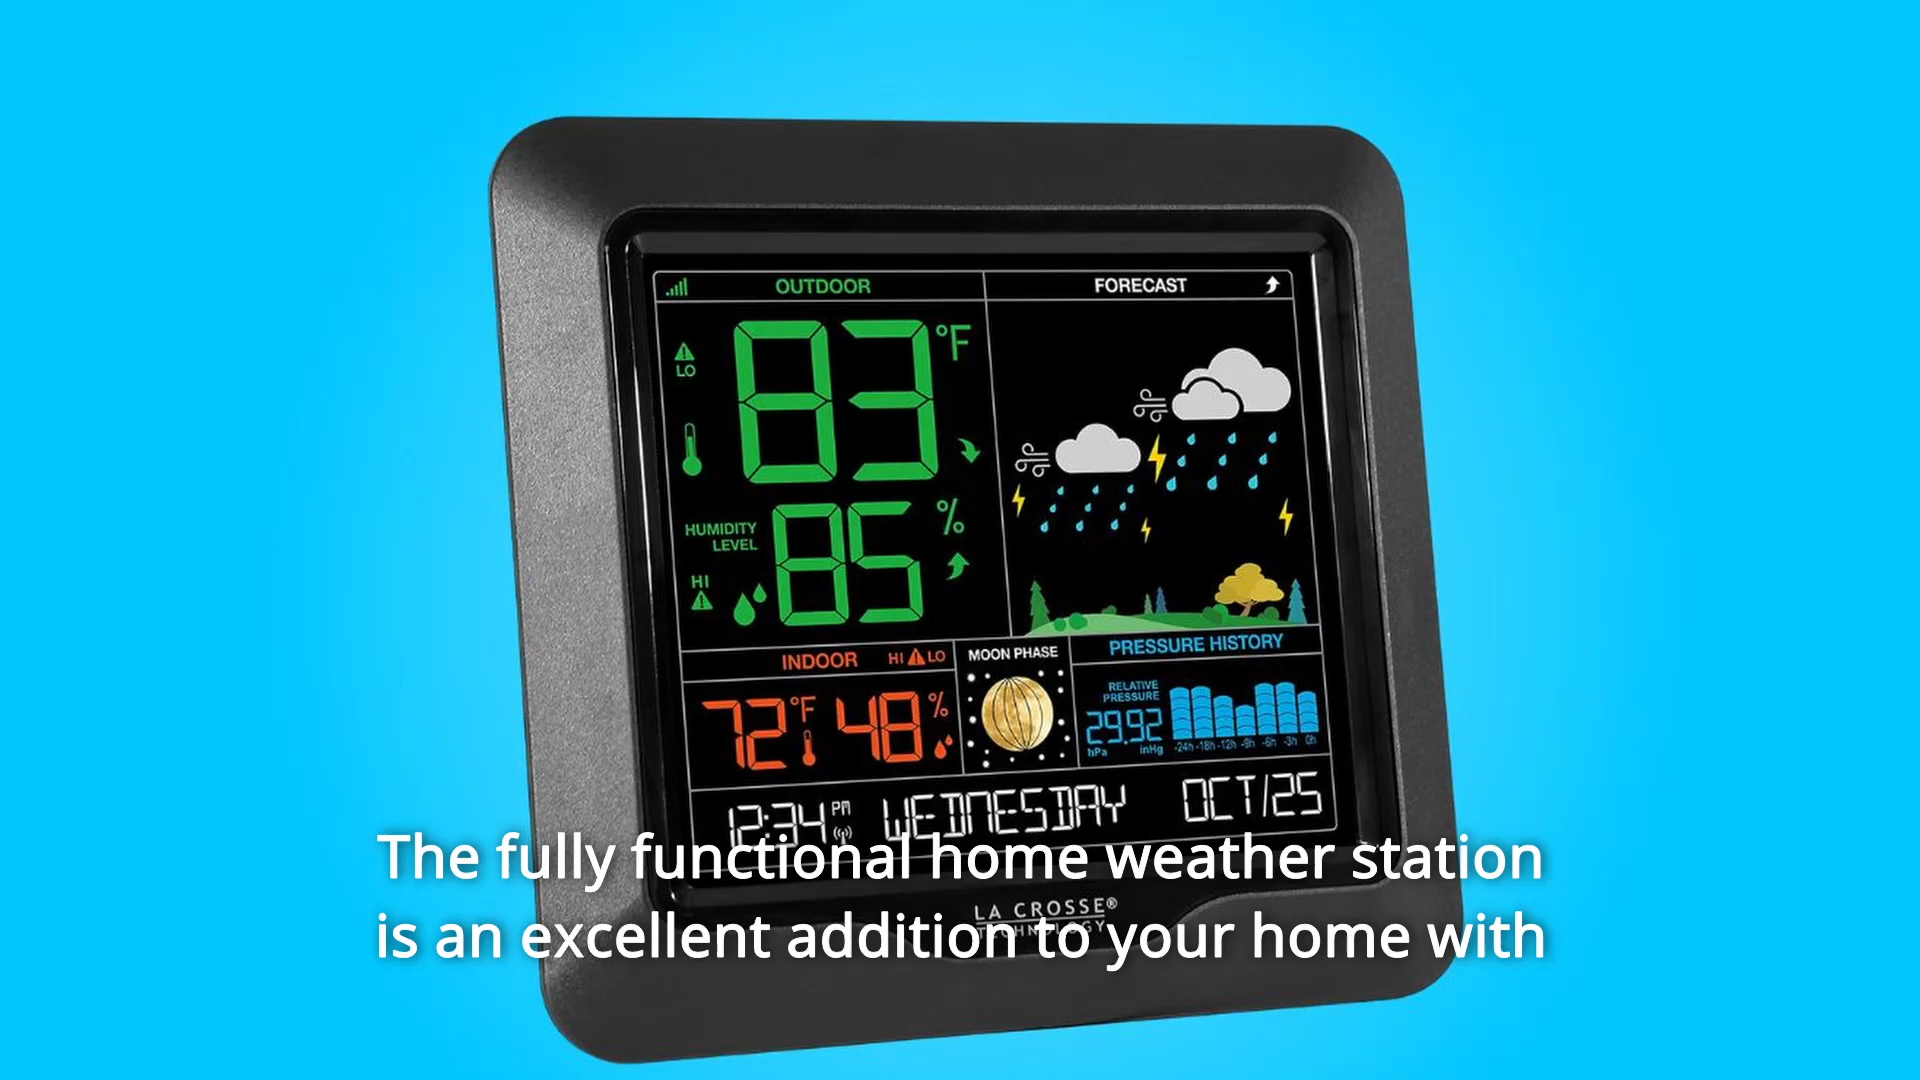 OUTDOOR
FORECAST
LO
83 °F
HUMIDITY
LEVEL
85 %
HI
INDOOR
HI LO
72 °F 48 %
MOON PHASE
PRESSURE HISTORY
RELATIVE
PRESSURE
29.92
hPa inHg
-24h -18h -12h -9h -6h -3h 0h
12:34 PM WEDNESDAY OCT/25
LA CROSSE®
TECHNOLOGY
The fully functional home weather station
is an excellent addition to your home with